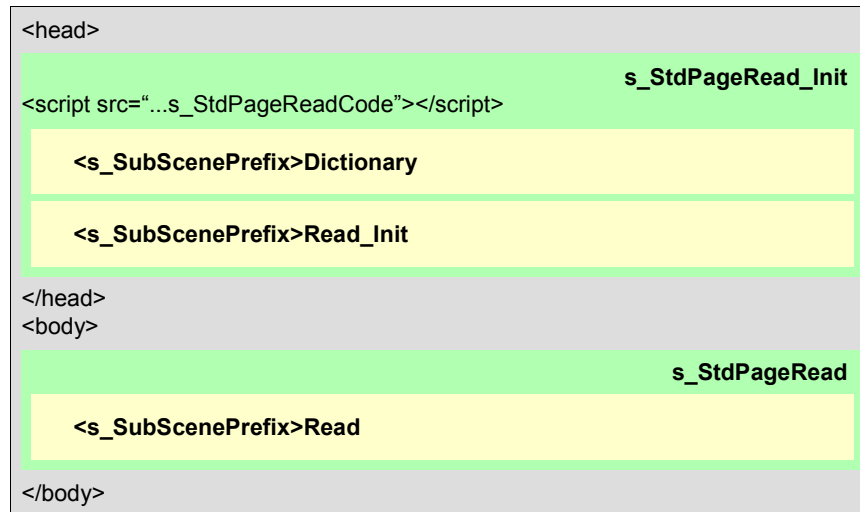 <head>
s_StdPageRead_Init
<script src=“...s_StdPageReadCode”></script>
<s_SubScenePrefix>Dictionary
<s_SubScenePrefix>Read_Init
</head>
<body>
s_StdPageRead
<s_SubScenePrefix>Read
</body>